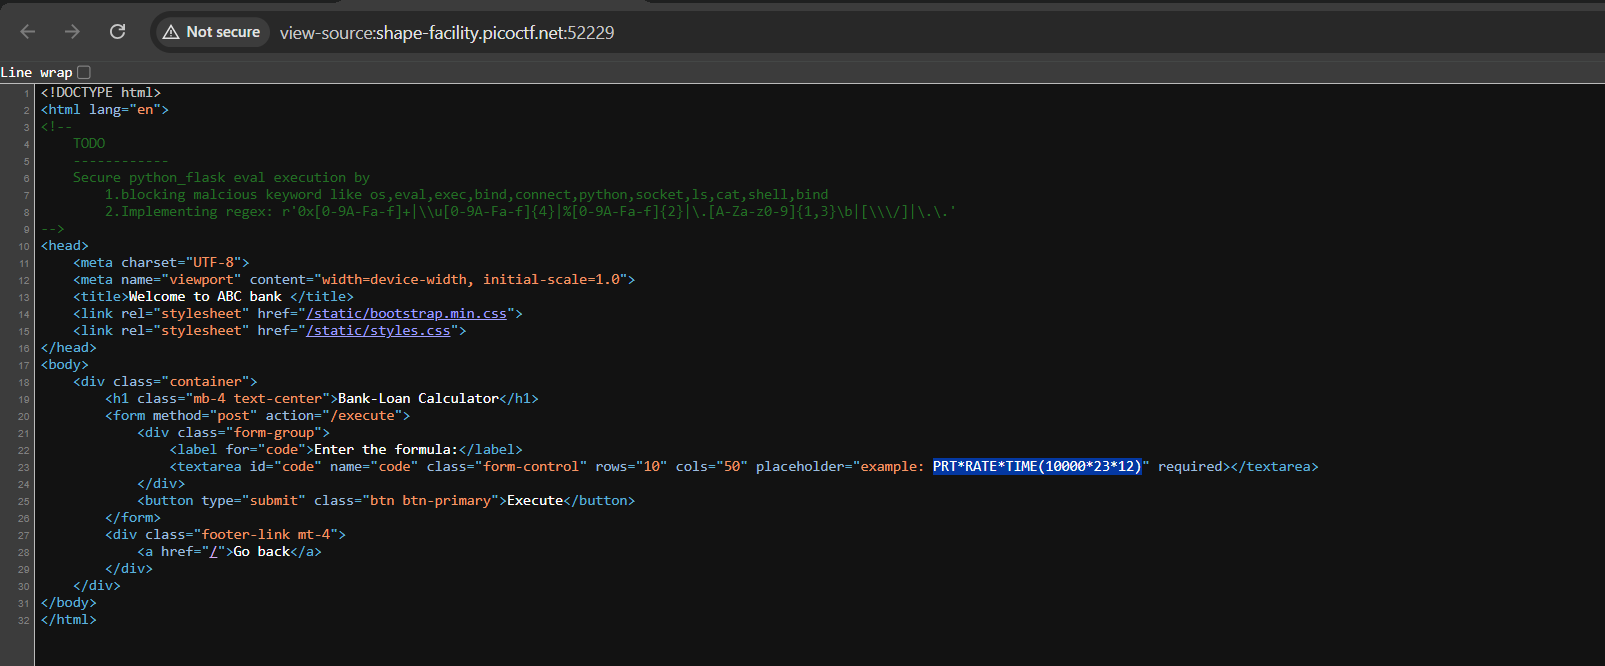 Not secure view-source:shape-facility.picoctf.net:52229
Line wrap
1 <!DOCTYPE html>
2 <html lang="en">
3 <!--
4 TODO
5 ------------
6 Secure python_flask eval execution by
7 1.blocking malcious keyword like os,eval,exec,bind,connect,python,socket,ls,cat,shell,bind
8 2.Implementing regex: r'0x[0-9A-Fa-f]+|\\u[0-9A-Fa-f]{4}|%[0-9A-Fa-f]{2}|\.[A-Za-z0-9]{1,3}\b|[\\\/]|\.\.'
9 -->
10 <head>
11 <meta charset="UTF-8">
12 <meta name="viewport" content="width=device-width, initial-scale=1.0">
13 <title>Welcome to ABC bank </title>
14 <link rel="stylesheet" href="/static/bootstrap.min.css">
15 <link rel="stylesheet" href="/static/styles.css">
16 </head>
17 <body>
18 <div class="container">
19 <h1 class="mb-4 text-center">Bank-Loan Calculator</h1>
20 <form method="post" action="/execute">
21 <div class="form-group">
22 <label for="code">Enter the formula:</label>
23 <textarea id="code" name="code" class="form-control" rows="10" cols="50" placeholder="example: PRT*RATE*TIME(10000*23*12)" required></textarea>
24 </div>
25 <button type="submit" class="btn btn-primary">Execute</button>
26 </form>
27 <div class="footer-link mt-4">
28 <a href="/">Go back</a>
29 </div>
30 </div>
31 </body>
32 </html>